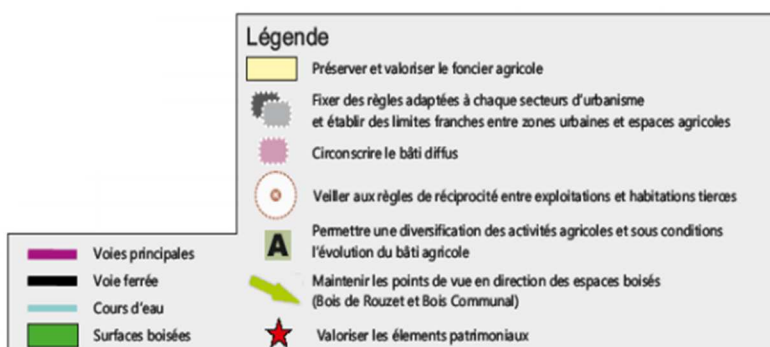 Légende
Préserver et valoriser le foncier agricole
Fixer des règles adaptées à chaque secteurs d'urbanisme
et établir des limites franches entre zones urbaines et espaces agricoles
Circonscrire le bâti diffus
Veiller aux règles de réciprocité entre exploitations et habitations tierces
A
Permettre une diversification des activités agricoles et sous conditions
l'évolution du bâti agricole
Maintenir les points de vue en direction des espaces boisés
(Bois de Rouzet et Bois Communal)
Valoriser les élements patrimoniaux
Voies principales
Voie ferrée
Cours d'eau
Surfaces boisées